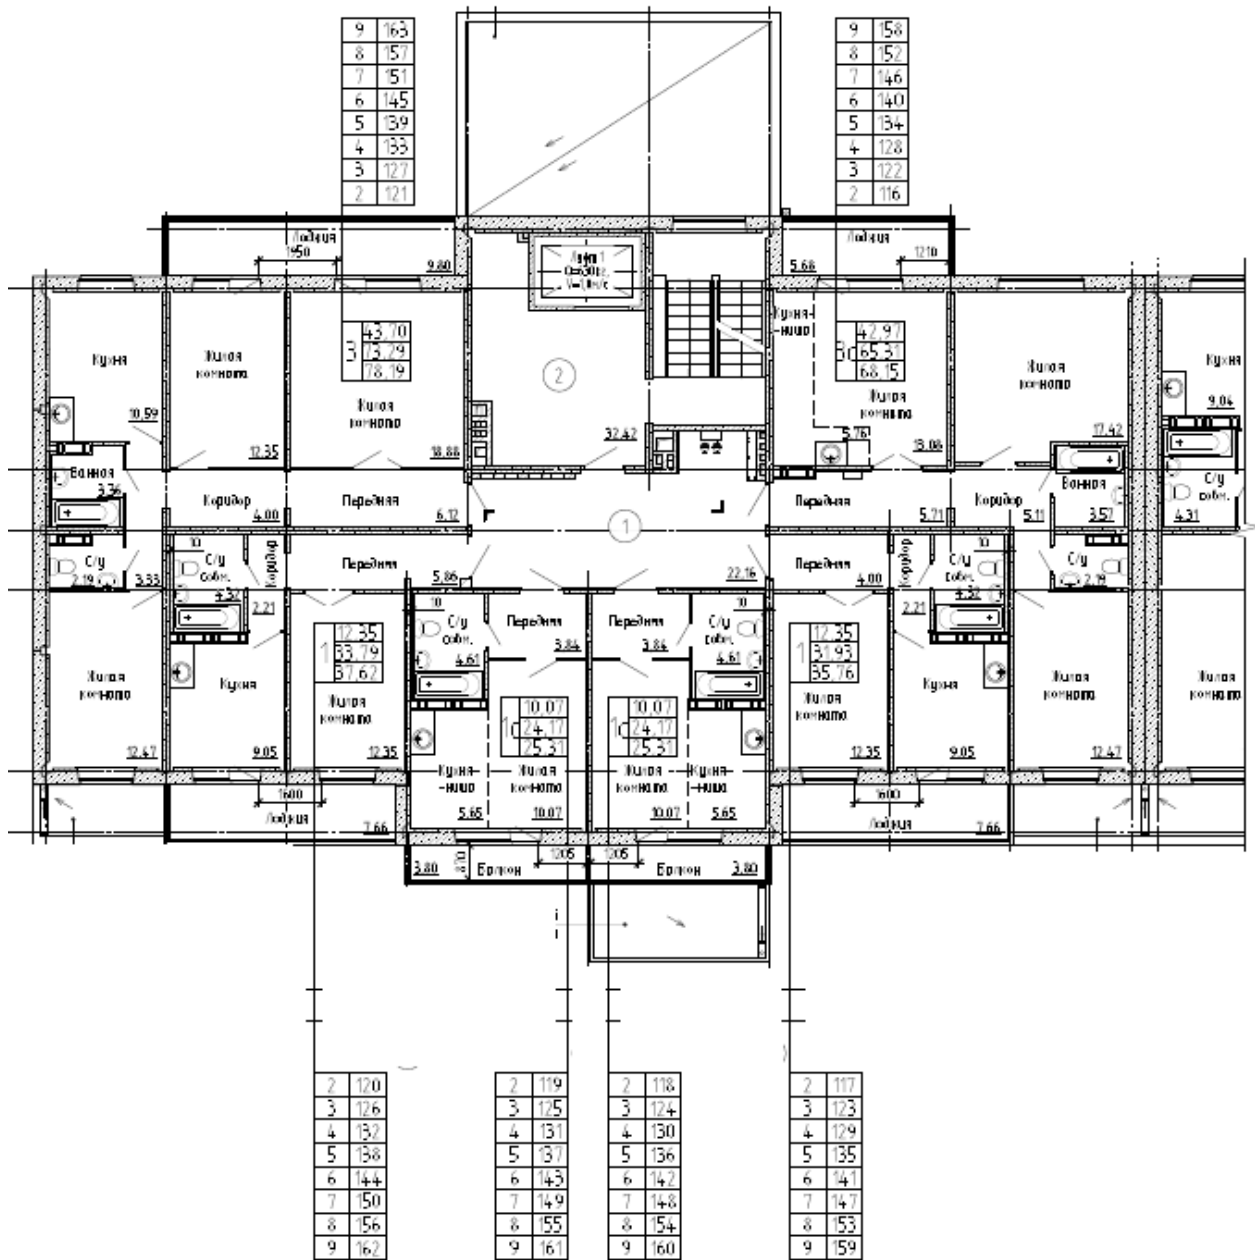 9 163
8 157
7 151
6 145
5 139
4 133
3 127
2 121
9 158
8 152
7 146
6 140
5 134
4 128
3 122
2 116
Лоджия
1950
9.80
Лифт 1
Q=630кг.
V=1,0м/с
Лоджия
5.68
1210
Кухня
10.59
Жилая
комната
12.35
3
43.70
73.29
78.19
Жилая
комната
18.88
2
32.42
Кухня-
-ниша
5.76
3с
42.97
65.31
68.15
Жилая
комната
13.08
Жилая
комната
17.42
Кухня
9.04
Ванная
3.36
Коридор
4.00
Передняя
6.12
1
22.16
Передняя
5.71
Коридор
5.11
Ванная
3.57
С/у
совм.
4.31
С/у
2.19
3.33
10
С/у
совм.
4.32
Коридор
2.21
Передняя
5.86
Передняя
4.00
Коридор
2.21
10
С/у
совм.
4.32
С/у
2.19
10
С/у
совм.
4.61
Передняя
3.84
Передняя
3.84
10
С/у
совм.
4.61
Жилая
комната
12.47
Кухня
9.05
1
12.35
33.79
37.62
Жилая
комната
12.35
1с
10.07
24.17
25.31
Кухня
-ниша
5.65
Жилая
комната
10.07
1с
10.07
24.17
25.31
Жилая
комната
10.07
Кухня-
-ниша
5.65
1
12.35
31.93
35.76
Жилая
комната
12.35
Кухня
9.05
Жилая
комната
12.47
Жилая
комната
1600
Лоджия
7.66
1600
Лоджия
7.66
3.80
870
Балкон
1205
1205
Балкон
3.80
2 120
3 126
4 132
5 138
6 144
7 150
8 156
9 162
2 119
3 125
4 131
5 137
6 143
7 149
8 155
9 161
2 118
3 124
4 130
5 136
6 142
7 148
8 154
9 160
2 117
3 123
4 129
5 135
6 141
7 147
8 153
9 159